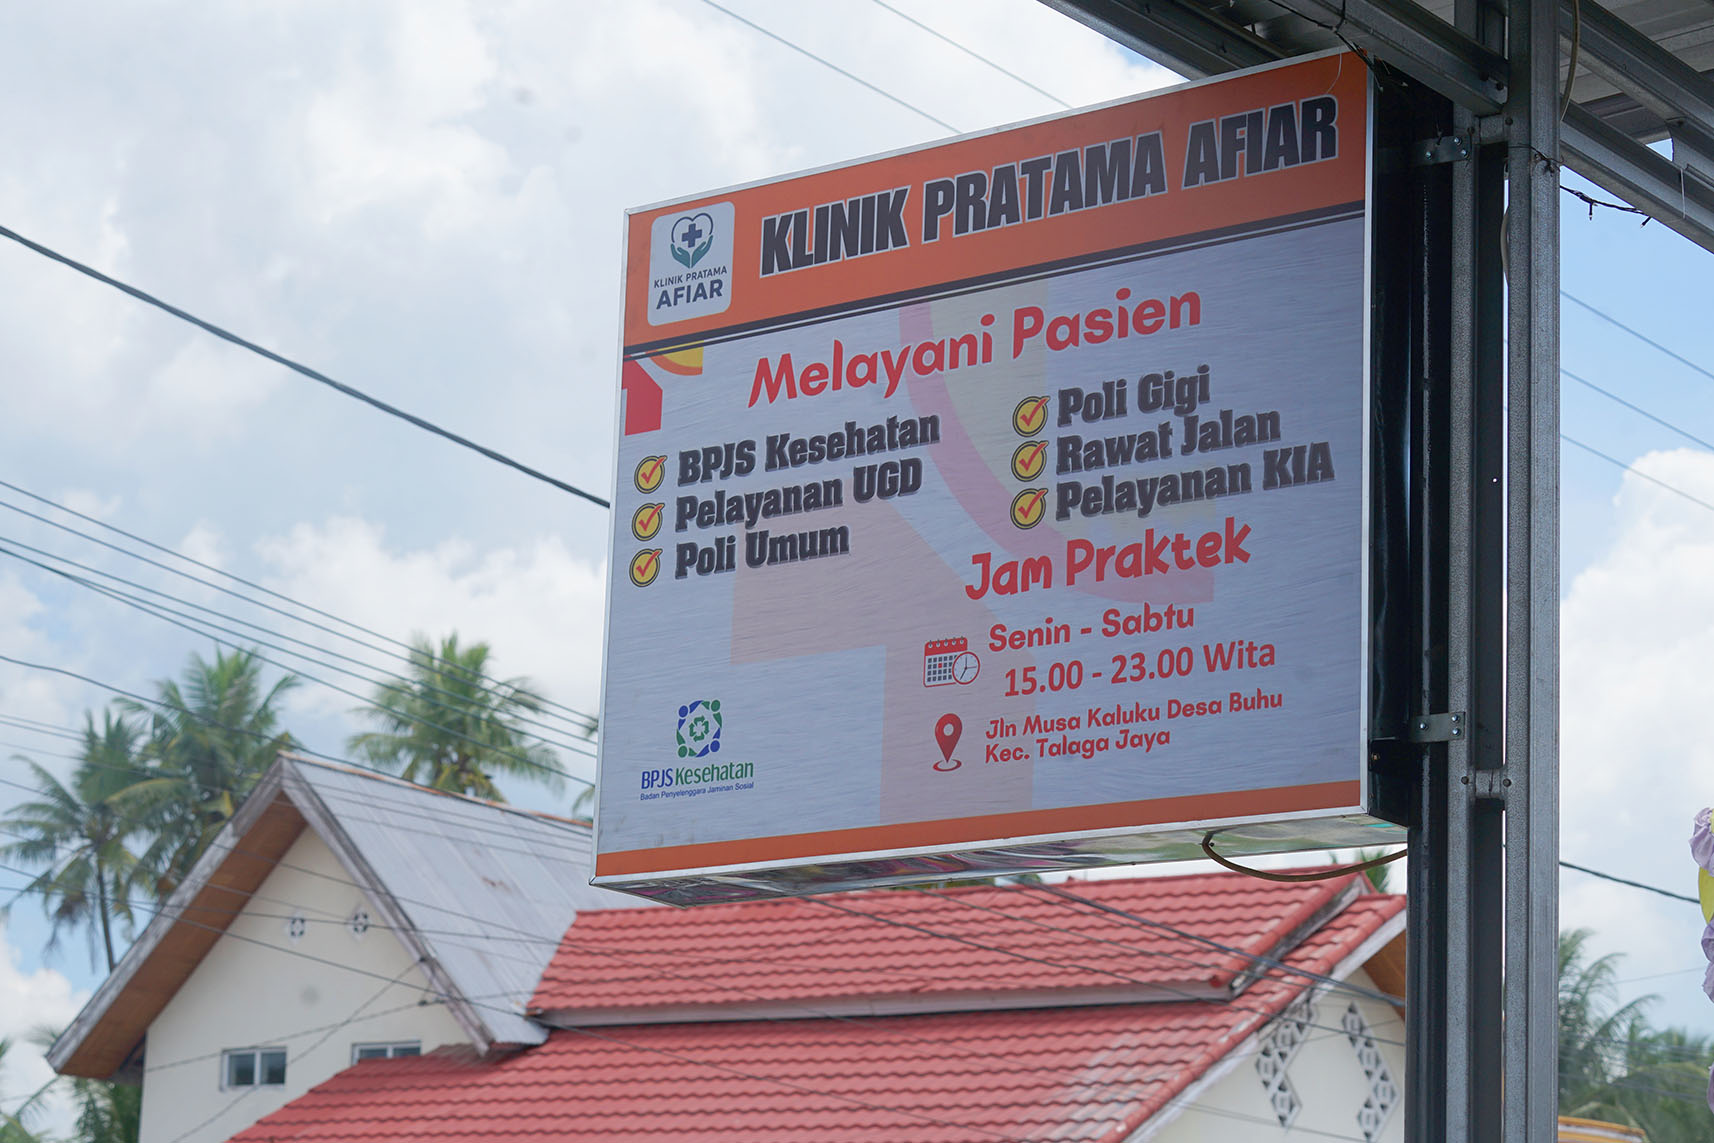 KLINIK PRATAMA AFIAR
KLINIK PRATAMA
AFIAR
Melayani Pasien
BPJS Kesehatan
Pelayanan UGD
Poli Umum
Poli Gigi
Rawat Jalan
Pelayanan KIA
Jam Praktek
Senin - Sabtu
15.00 - 23.00 Wita
Jln Musa Kaluku Desa Buhu
Kec. Talaga Jaya
BPJS Kesehatan
Badan Penyelenggara Jaminan Sosial